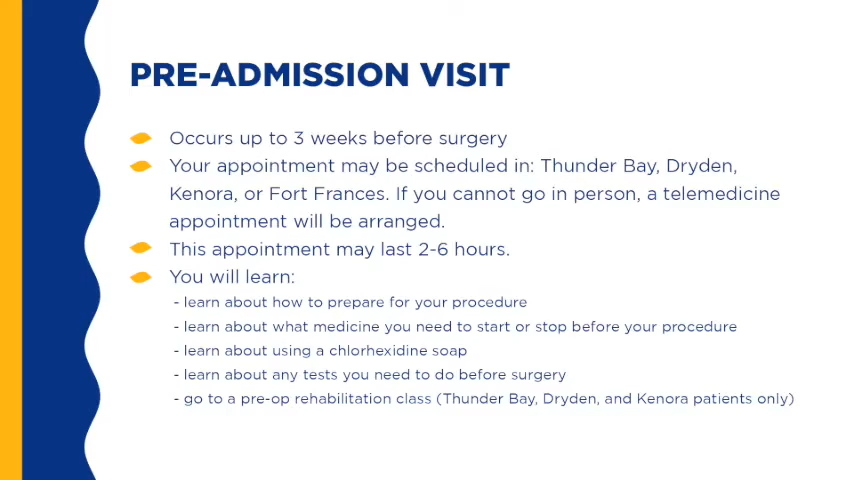 PRE-ADMISSION VISIT
Occurs up to 3 weeks before surgery
Your appointment may be scheduled in: Thunder Bay, Dryden,
Kenora, or Fort Frances. If you cannot go in person, a telemedicine
appointment will be arranged.
This appointment may last 2-6 hours.
You will learn:
- learn about how to prepare for your procedure
- learn about what medicine you need to start or stop before your procedure
- learn about using a chlorhexidine soap
- learn about any tests you need to do before surgery
- go to a pre-op rehabilitation class (Thunder Bay, Dryden, and Kenora patients only)